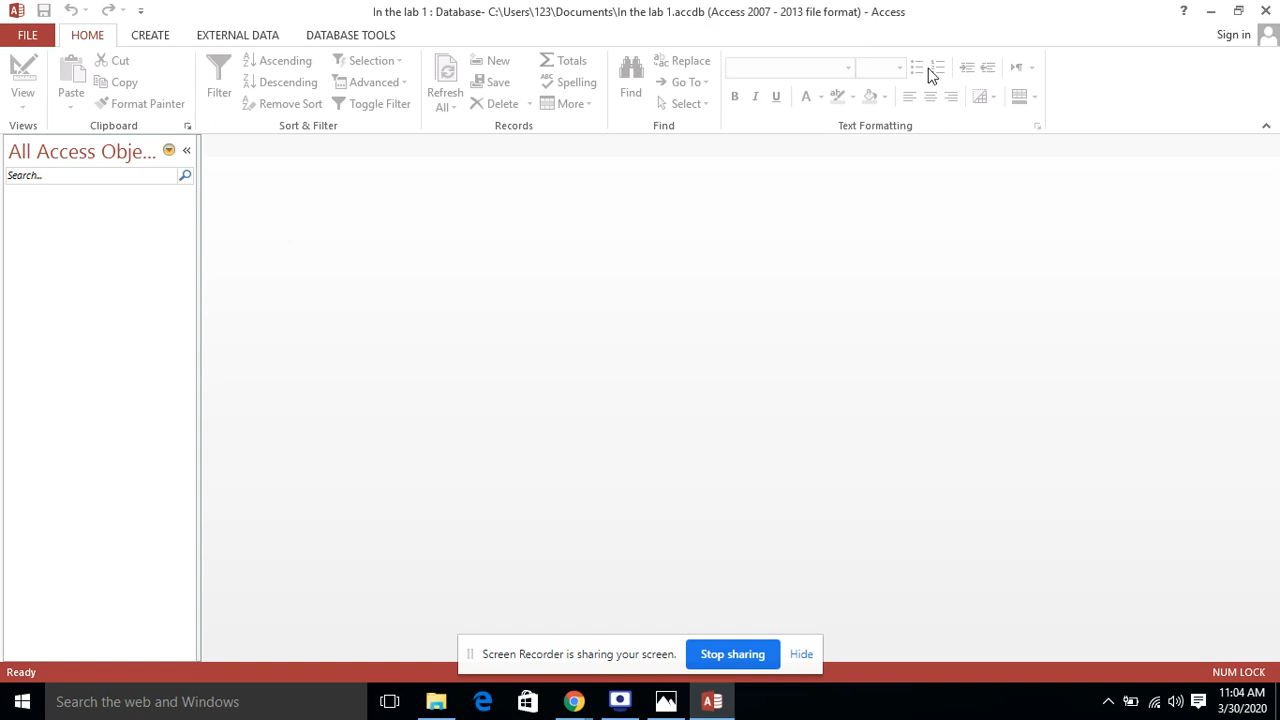 In the lab 1 : Database- C:\Users\123\Documents\In the lab 1.accdb (Access 2007 - 2013 file format) - Access
?
FILE HOME CREATE EXTERNAL DATA DATABASE TOOLS Sign in
View
Views
Paste
Cut
Copy
Format Painter
Clipboard
Filter
Ascending
Descending
Remove Sort
Selection
Advanced
Toggle Filter
Sort & Filter
Refresh
All
New
Save
Delete
Totals
Spelling
More
Records
Find
Replace
Go To
Select
Find
B I U A
Text Formatting
All Access Obje... «
Search...
Screen Recorder is sharing your screen. Stop sharing Hide
Ready NUM LOCK
Search the web and Windows
11:04 AM
3/30/2020